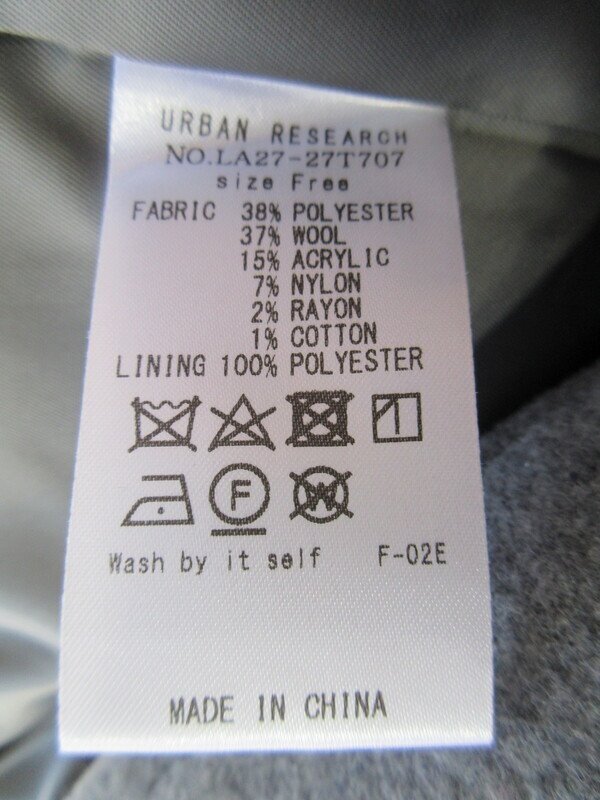 URBAN RESEARCH
NO.LA27-27T707
size Free
FABRIC 38% POLYESTER
37% WOOL
15% ACRYLIC
7% NYLON
2% RAYON
1% COTTON
LINING 100% POLYESTER
F W
Wash by it self F-02E
MADE IN CHINA